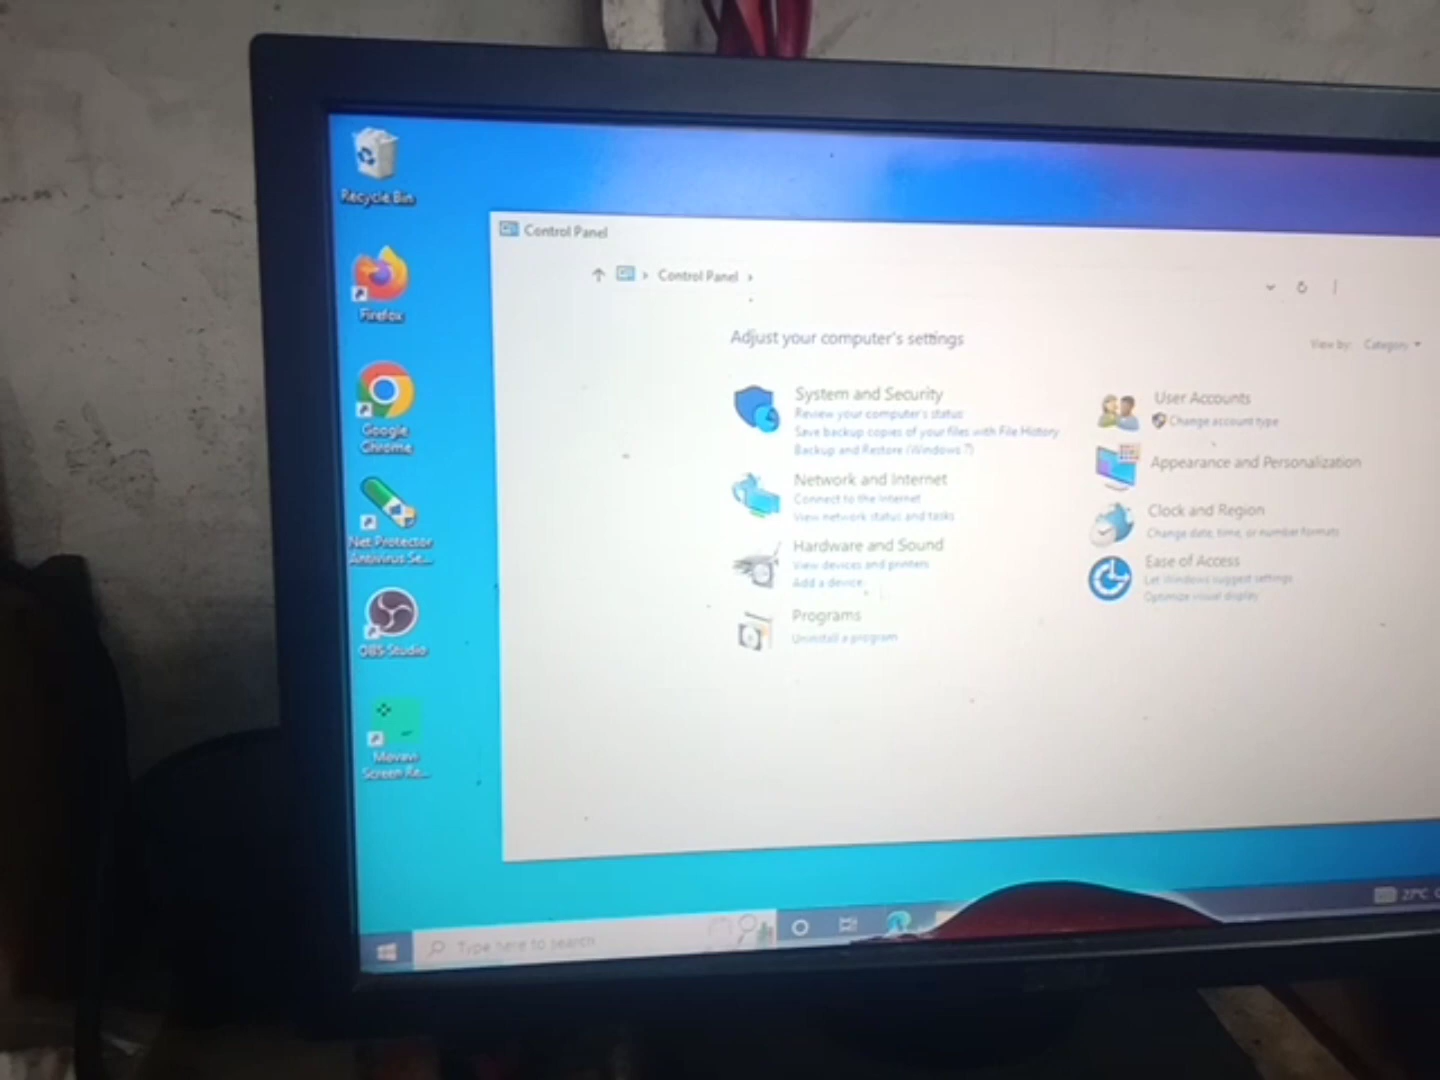 Recycle Bin
Firefox
Google
Chrome
Net Protector
Antivirus Se...
OBS Studio
Movavi
Screen Re...
Control Panel
Control Panel
Adjust your computer's settings
View by: Category
System and Security
Review your computer's status
Save backup copies of your files with File History
Backup and Restore (Windows 7)
Network and Internet
Connect to the Internet
View network status and tasks
Hardware and Sound
View devices and printers
Add a device
Programs
Uninstall a program
User Accounts
Change account type
Appearance and Personalization
Clock and Region
Change date, time, or number formats
Ease of Access
Let Windows suggest settings
Optimize visual display
Type here to search
27°C